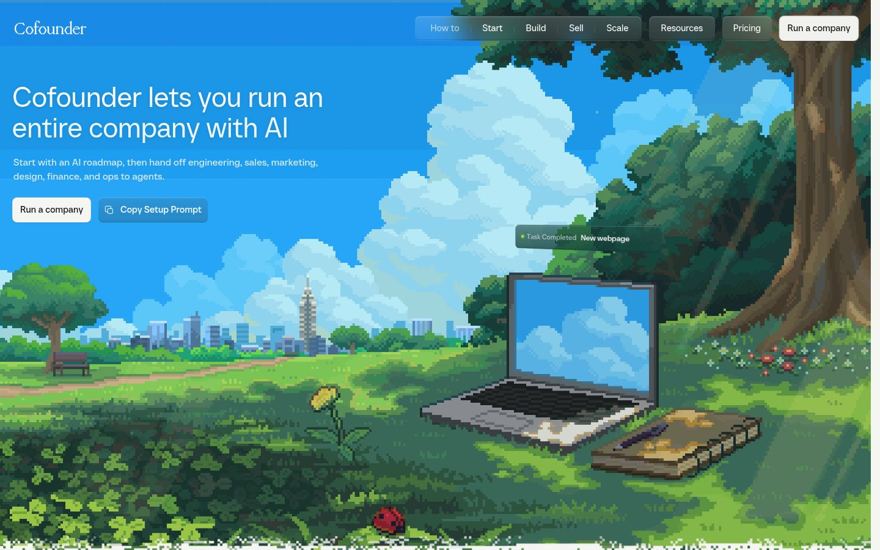 Cofounder
How to
Start
Build
Sell
Scale
Resources
Pricing
Run a company
Cofounder lets you run an
entire company with AI
Start with an AI roadmap, then hand off engineering, sales, marketing,
design, finance, and ops to agents.
Run a company
Copy Setup Prompt
Task Completed New webpage